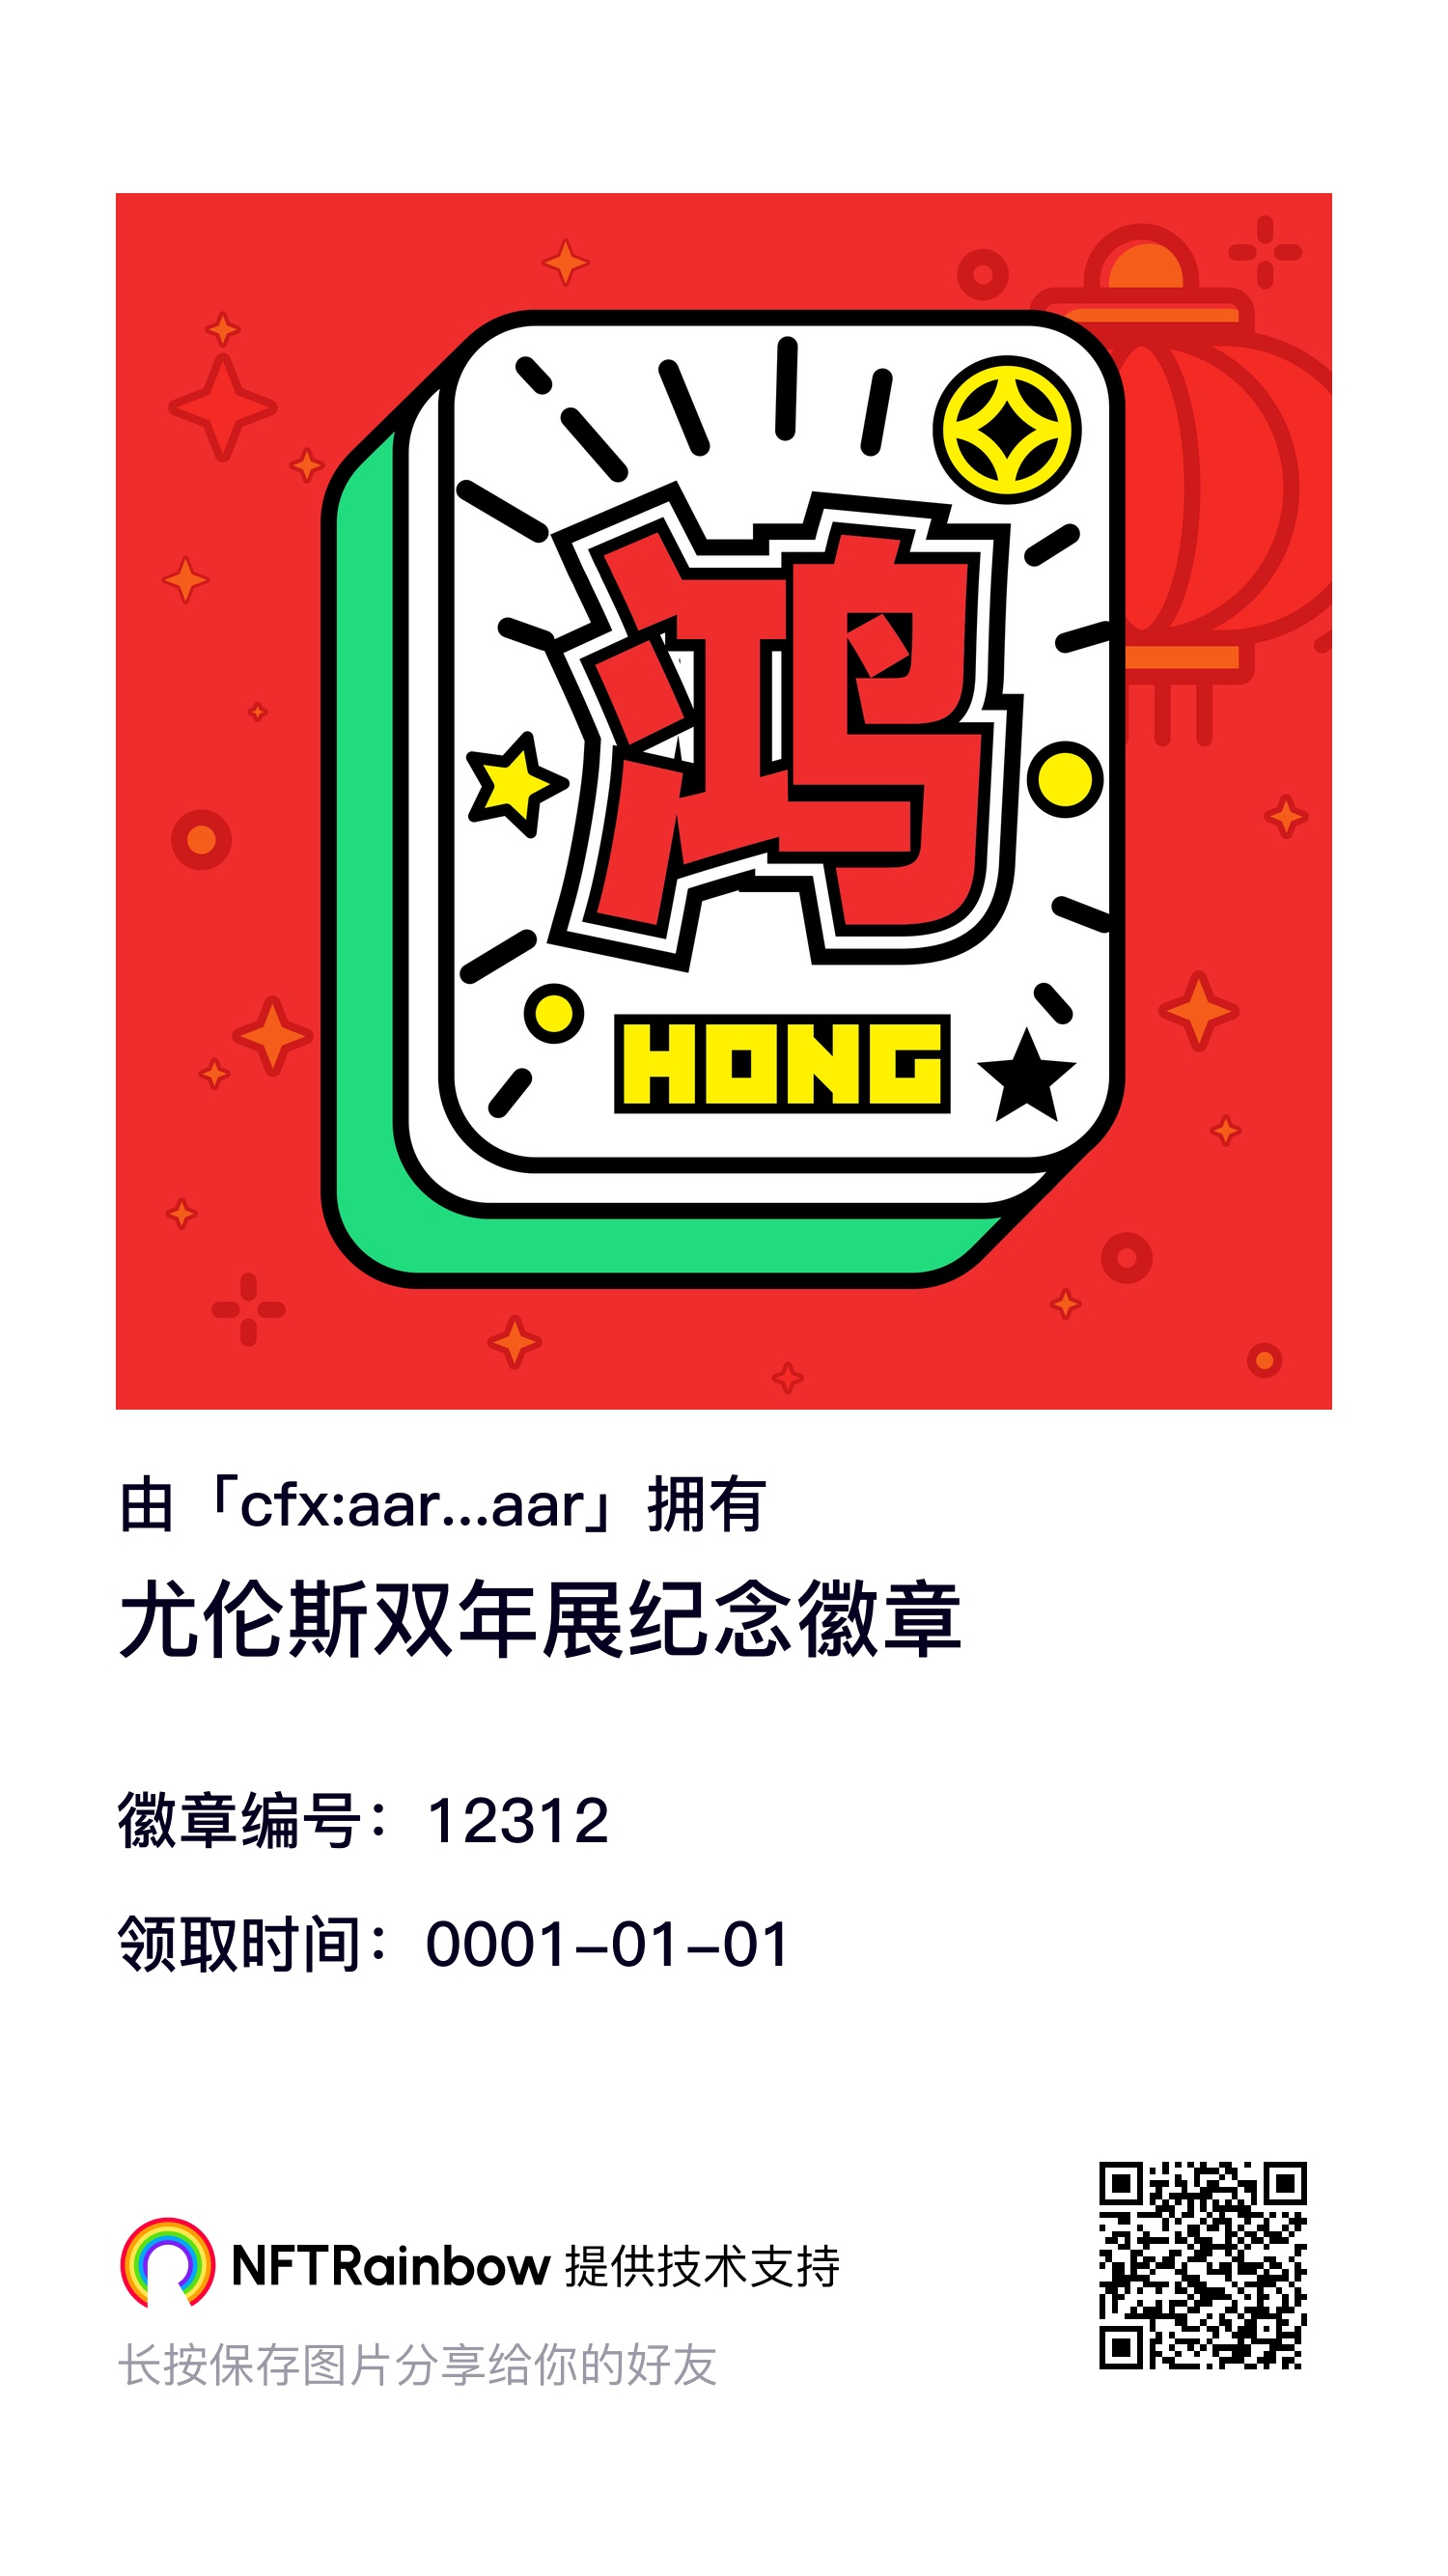 鸿
HONG
由「cfx:aar...aar」拥有
尤伦斯双年展纪念徽章
徽章编号：12312
领取时间：0001-01-01
NFTRainbow 提供技术支持
长按保存图片分享给你的好友